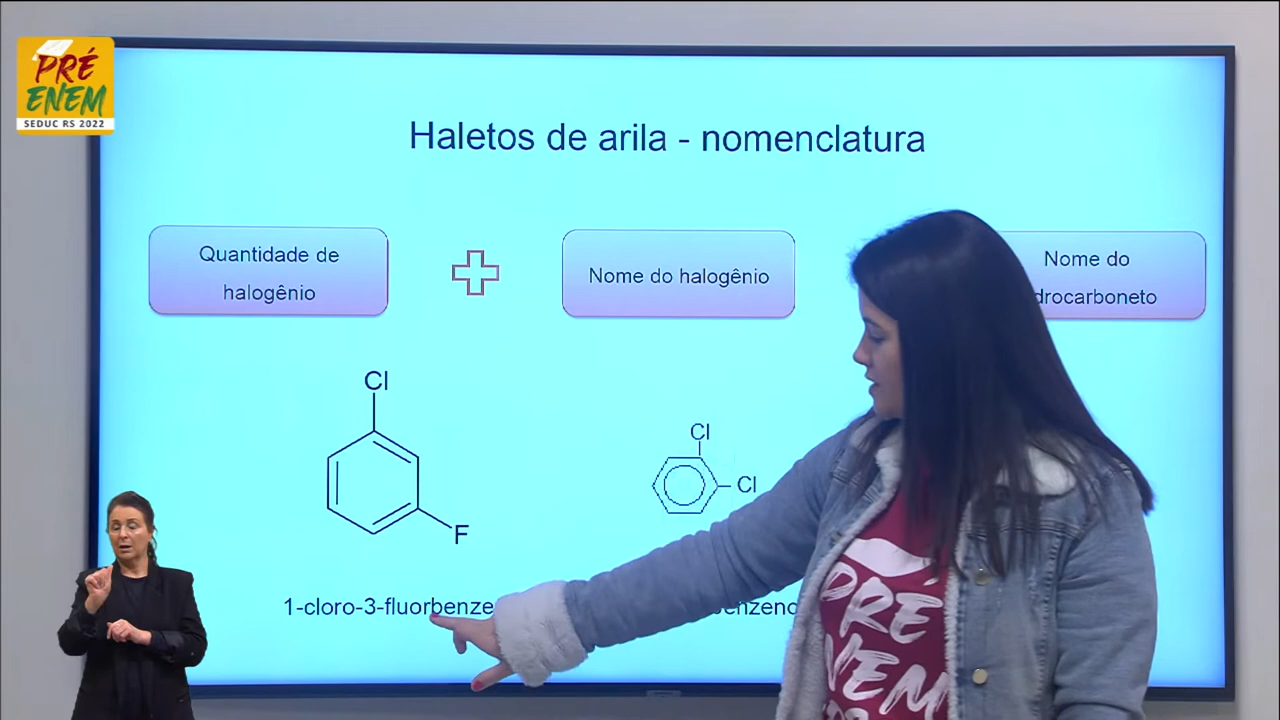 PRÉ
ENEM
SEDUC RS 2022
Haletos de arila - nomenclatura
Quantidade de
halogênio
Nome do halogênio
Nome do
drocarboneto
Cl
F
Cl
Cl
1-cloro-3-fluorbenze
benzeno
PRÉ